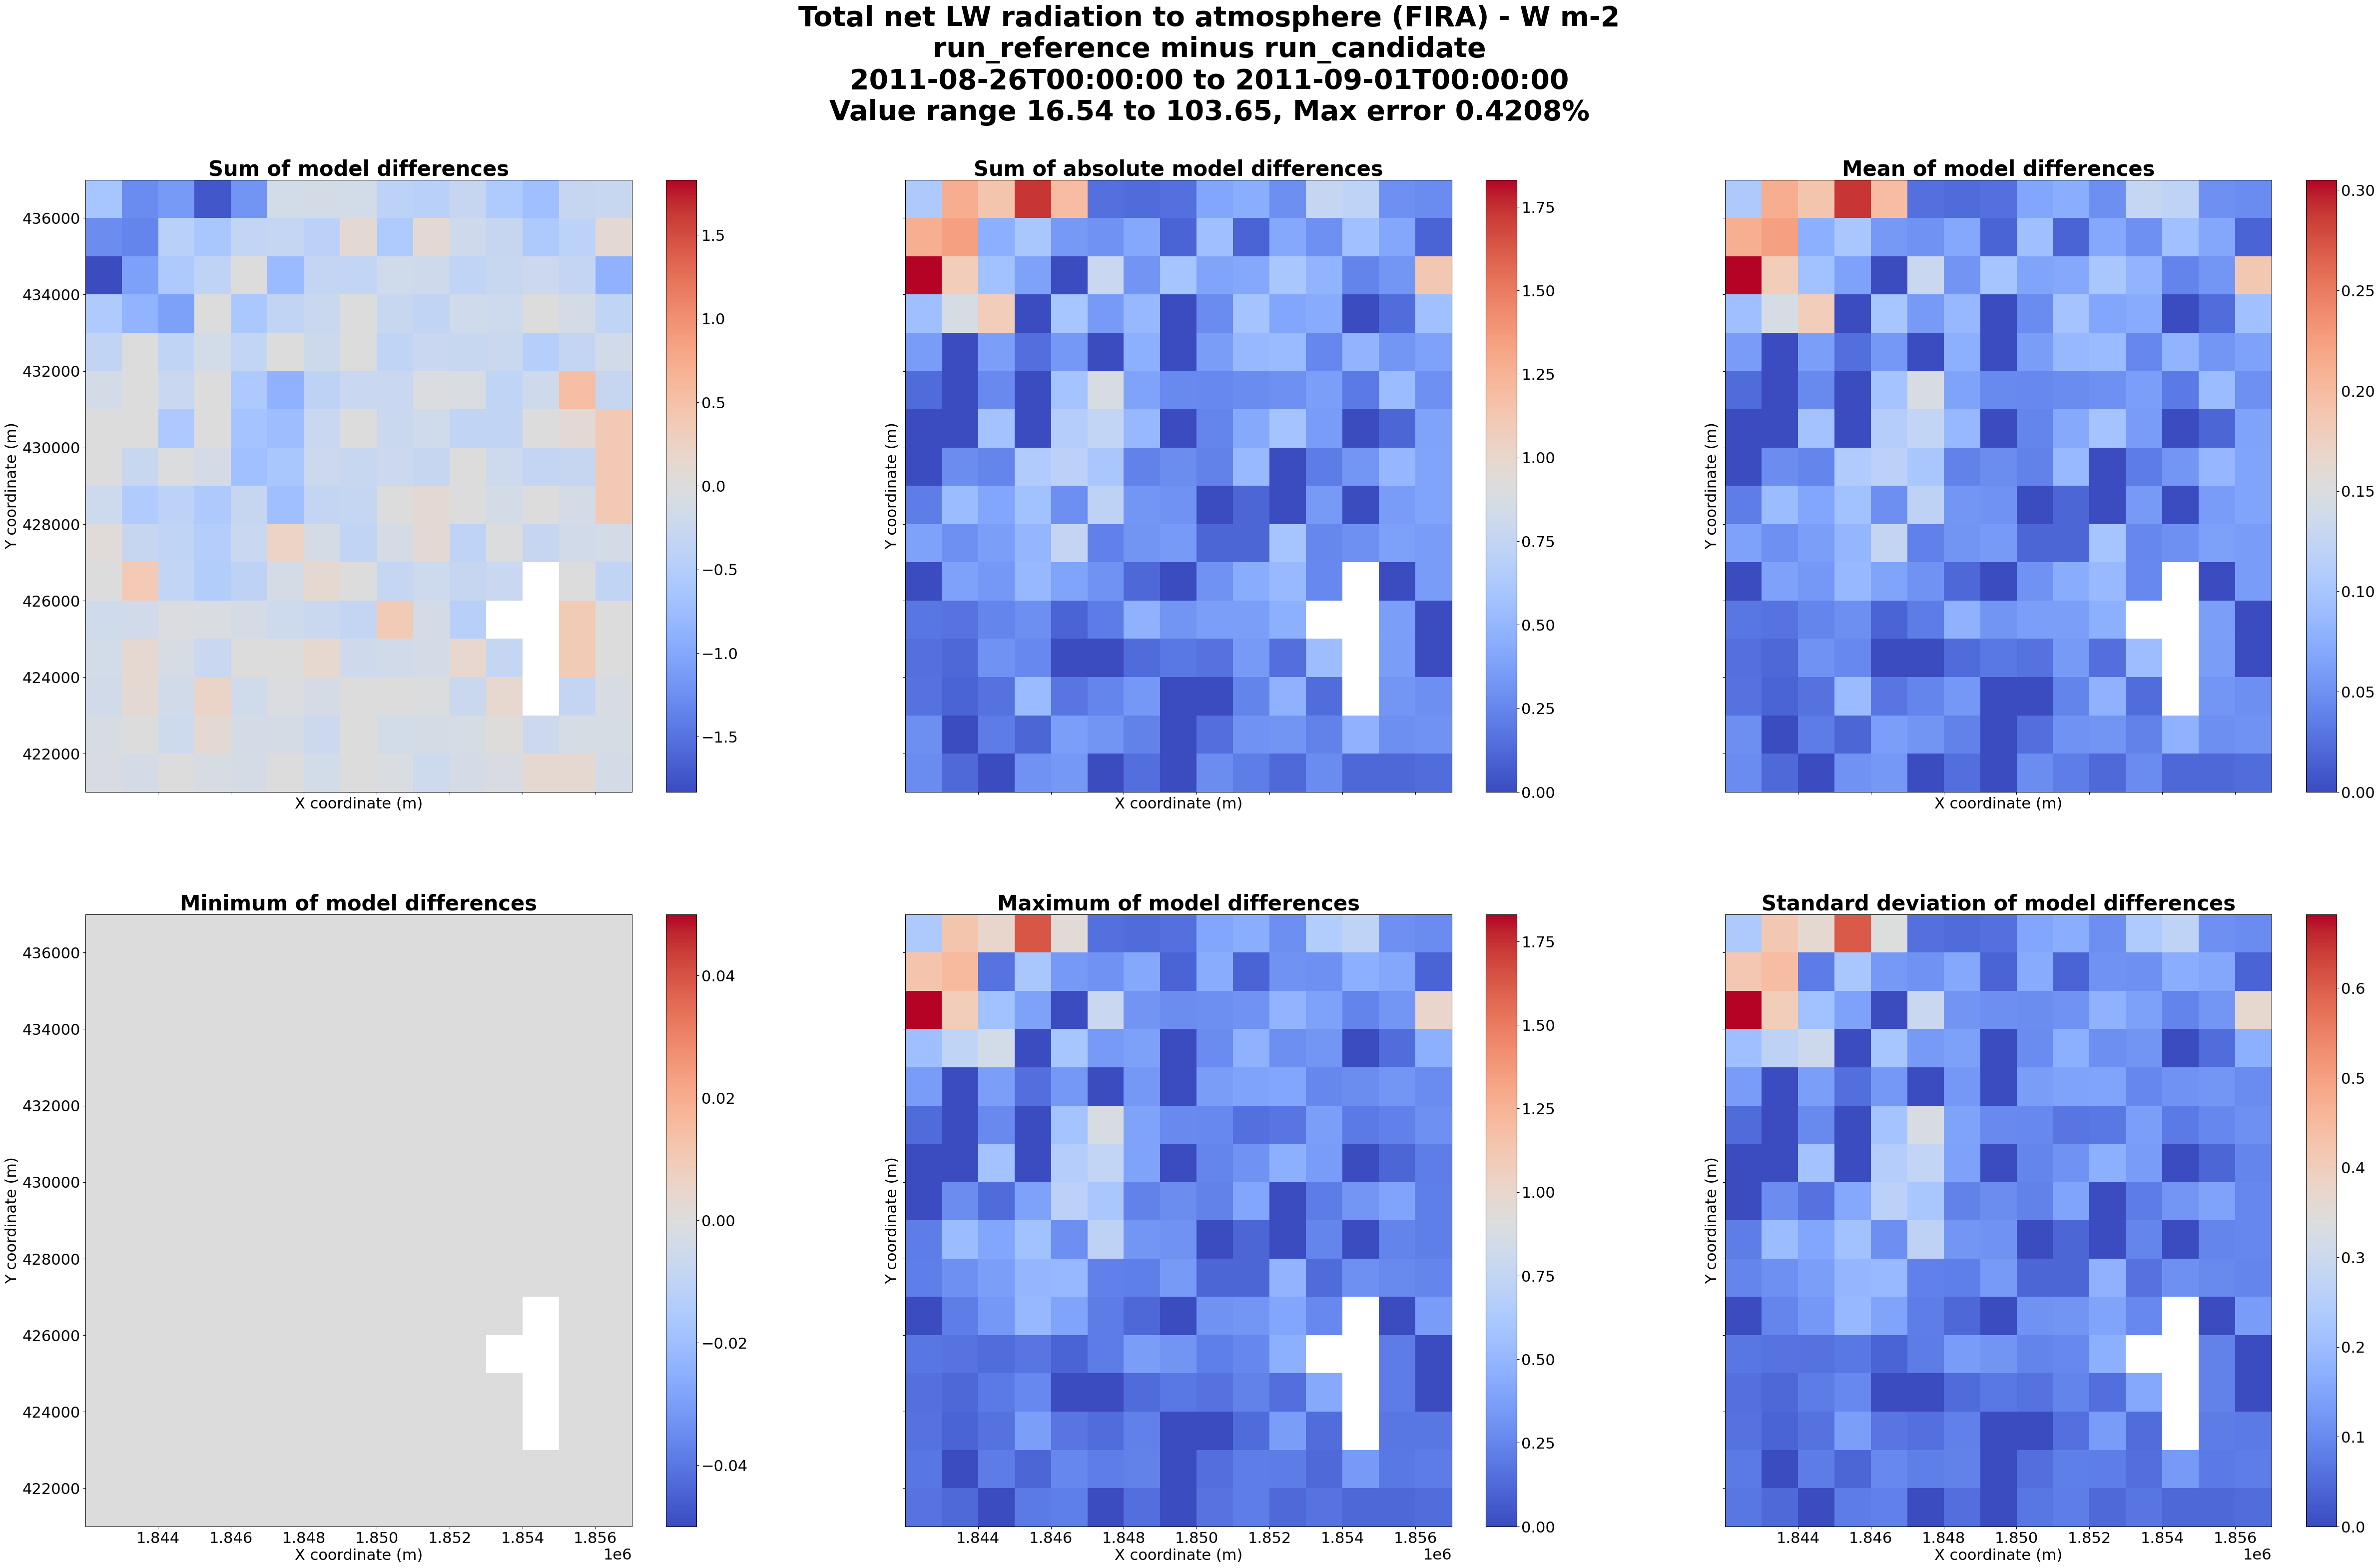 Total net LW radiation to atmosphere (FIRA) - W m-2
run_reference minus run_candidate
2011-08-26T00:00:00 to 2011-09-01T00:00:00
Value range 16.54 to 103.65, Max error 0.4208%
Sum of model differences
436000
434000
432000
430000
428000
426000
424000
422000
Y coordinate (m)
X coordinate (m)
1.5
1.0
0.5
0.0
−0.5
−1.0
−1.5
Sum of absolute model differences
Y coordinate (m)
X coordinate (m)
1.75
1.50
1.25
1.00
0.75
0.50
0.25
0.00
Mean of model differences
Y coordinate (m)
X coordinate (m)
0.30
0.25
0.20
0.15
0.10
0.05
0.00
Minimum of model differences
436000
434000
432000
430000
428000
426000
424000
422000
Y coordinate (m)
1.844 1.846 1.848 1.850 1.852 1.854 1.856
X coordinate (m)
1e6
0.04
0.02
0.00
−0.02
−0.04
Maximum of model differences
Y coordinate (m)
1.844 1.846 1.848 1.850 1.852 1.854 1.856
X coordinate (m)
1e6
1.75
1.50
1.25
1.00
0.75
0.50
0.25
0.00
Standard deviation of model differences
Y coordinate (m)
1.844 1.846 1.848 1.850 1.852 1.854 1.856
X coordinate (m)
1e6
0.6
0.5
0.4
0.3
0.2
0.1
0.0